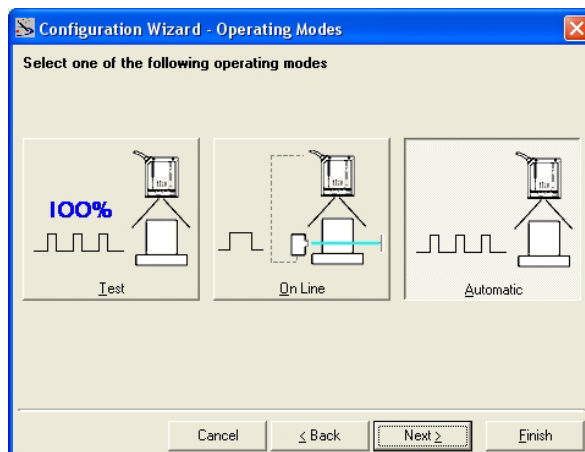 Configuration Wizard - Operating Modes
Select one of the following operating modes
100%
Test
On Line
Automatic
Cancel
< Back
Next >
Finish